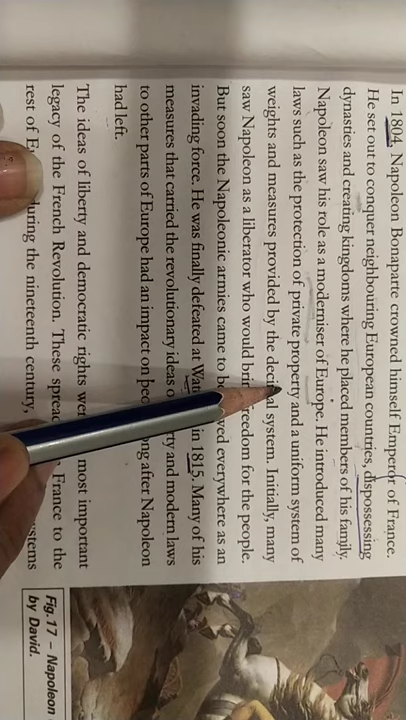 In 1804, Napoleon Bonaparte crowned himself Emperor of France.
He set out to conquer neighbouring European countries, dispossessing
dynasties and creating kingdoms where he placed members of his family.
Napoleon saw his role as a moderniser of Europe. He introduced many
laws such as the protection of private property and a uniform system of
weights and measures provided by the decimal system. Initially, many
saw Napoleon as a liberator who would bring freedom for the people.
But soon the Napoleonic armies came to be viewed everywhere as an
invading force. He was finally defeated at in 1815. Many of his
measures that carried the revolutionary ideas of and modern laws
to other parts of Europe had an impact on long after Napoleon
had left.
The ideas of liberty and democratic rights were most important
legacy of the French Revolution. These spread France to the
rest of during the nineteenth century,
Fig.17 – Napoleon
by David.